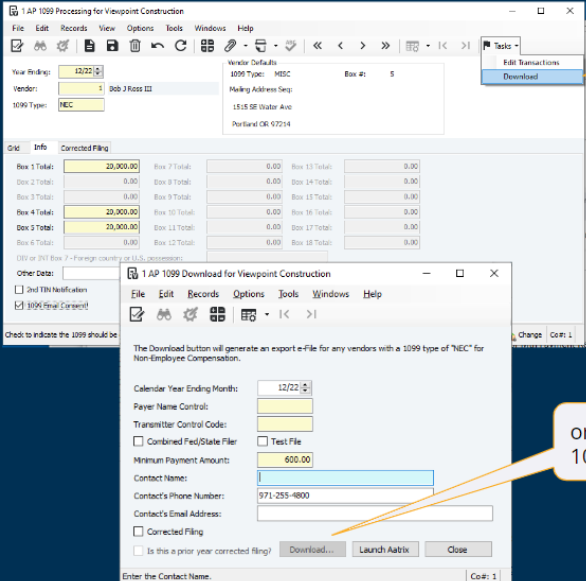 1 AP 1099 Processing for Viewpoint Construction
File Edit Records View Options Tools Windows Help
Tasks
Edit Transactions
Download
Year Ending: 12/22
Vendor: 1 Bob J Ross III
1099 Type: NEC
Vendor Defaults
1099 Type: MISC Box #: 5
Mailing Address Seq:
1515 SE Water Ave
Portland OR 97214
Grid Info Corrected Filing
Box 1 Total: 20,000.00 Box 7 Total: 0.00 Box 13 Total: 0.00
Box 2 Total: 0.00 Box 8 Total: 0.00 Box 14 Total: 0.00
Box 3 Total: 0.00 Box 9 Total: 0.00 Box 15 Total: 0.00
Box 4 Total: 20,000.00 Box 10 Total: 0.00 Box 16 Total: 0.00
Box 5 Total: 20,000.00 Box 11 Total: 0.00 Box 17 Total: 0.00
Box 6 Total: 0.00 Box 12 Total: 0.00 Box 18 Total: 0.00
DIV or INT Box 7 - Foreign country or U.S. possession:
Other Data:
2nd TIN Notification
1099 Email Consent?
Check to indicate the 1099 should be
Change Co#: 1
1 AP 1099 Download for Viewpoint Construction
File Edit Records Options Tools Windows Help
The Download button will generate an export e-File for any vendors with a 1099 type of "NEC" for
Non-Employee Compensation.
Calendar Year Ending Month: 12/22
Payer Name Control:
Transmitter Control Code:
Combined Fed/State Filer Test File
Minimum Payment Amount: 600.00
Contact Name:
Contact's Phone Number: 971-255-4800
Contact's Email Address:
Corrected Filing
Is this a prior year corrected filing? Download... Launch Aatrix Close
Enter the Contact Name. Co#: 1
10